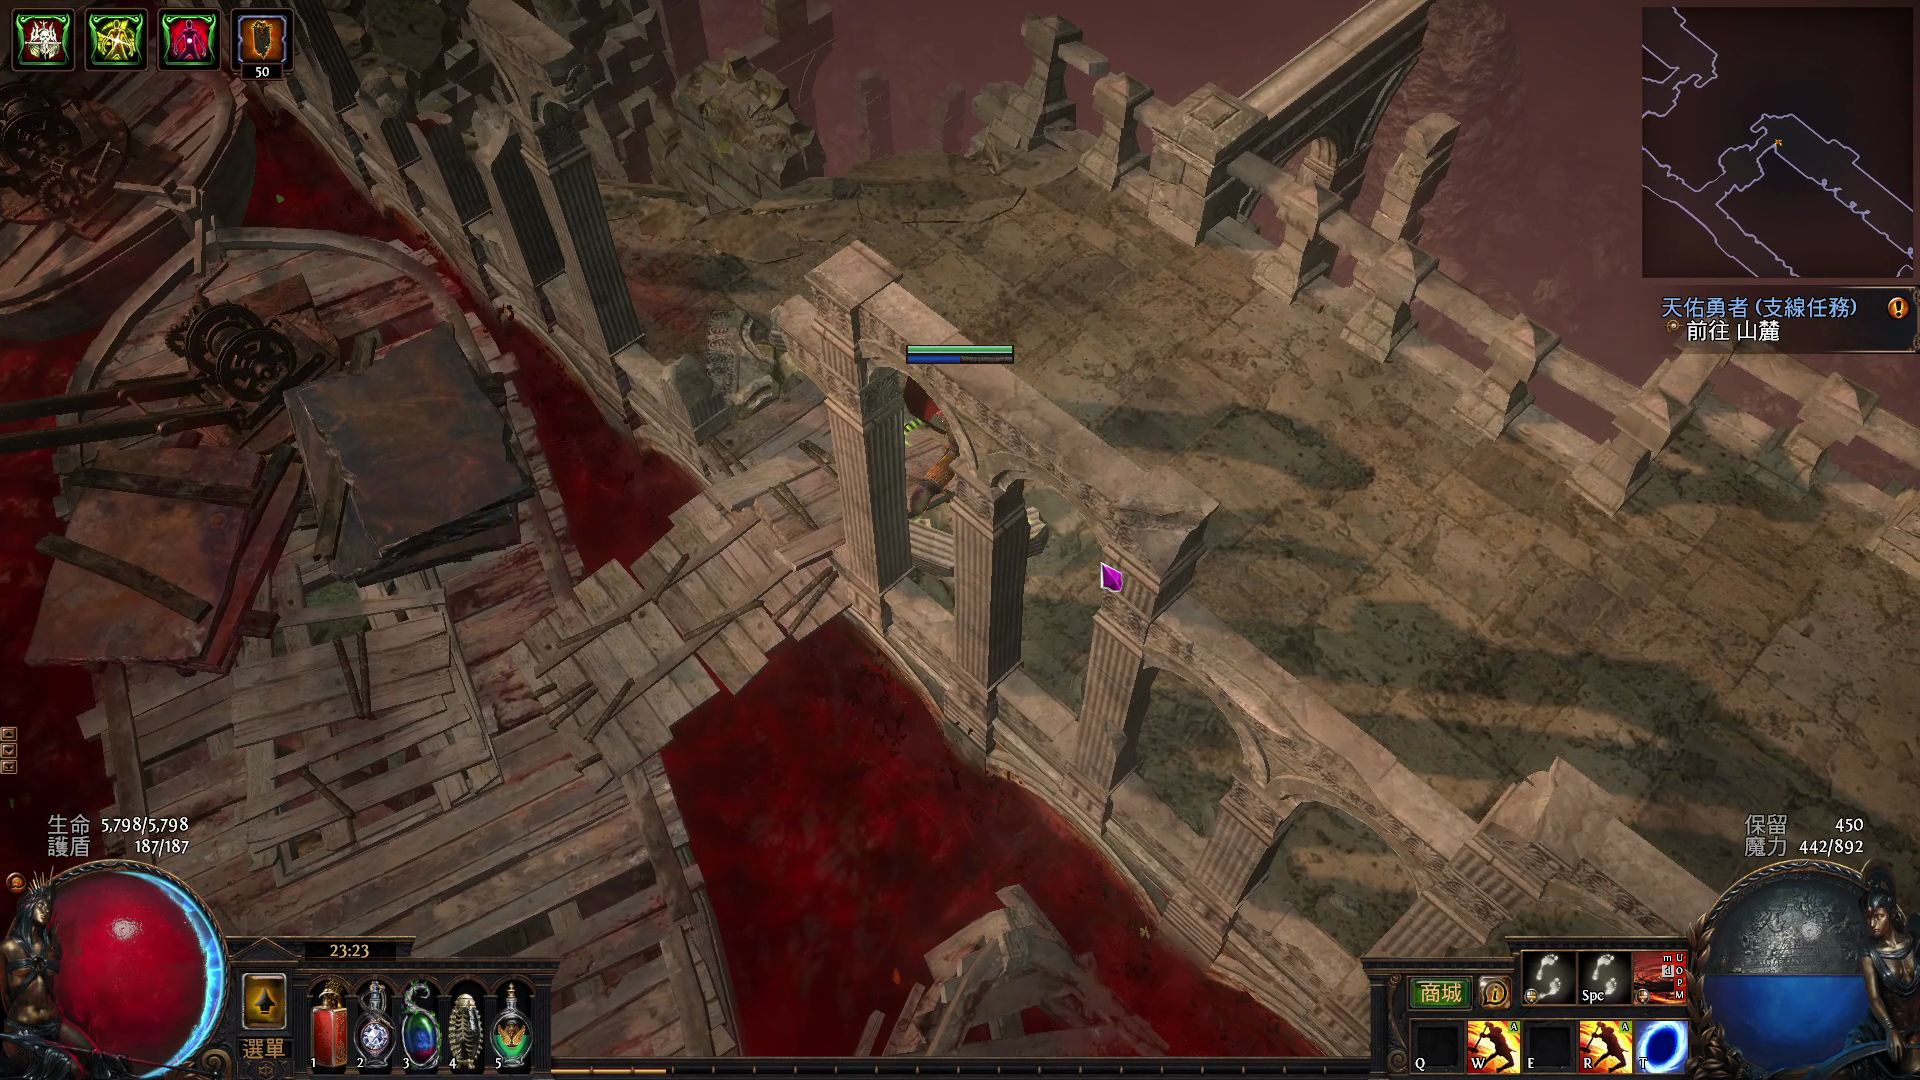 50
天佑勇者 (支線任務)
前往 山麓
生命 5,798/5,798
護盾 187/187
保留 450
魔力 442/892
23:23
選單
1 2 3 4 5
商城
Spc
m U
d O
P
M
Q W A E R A T